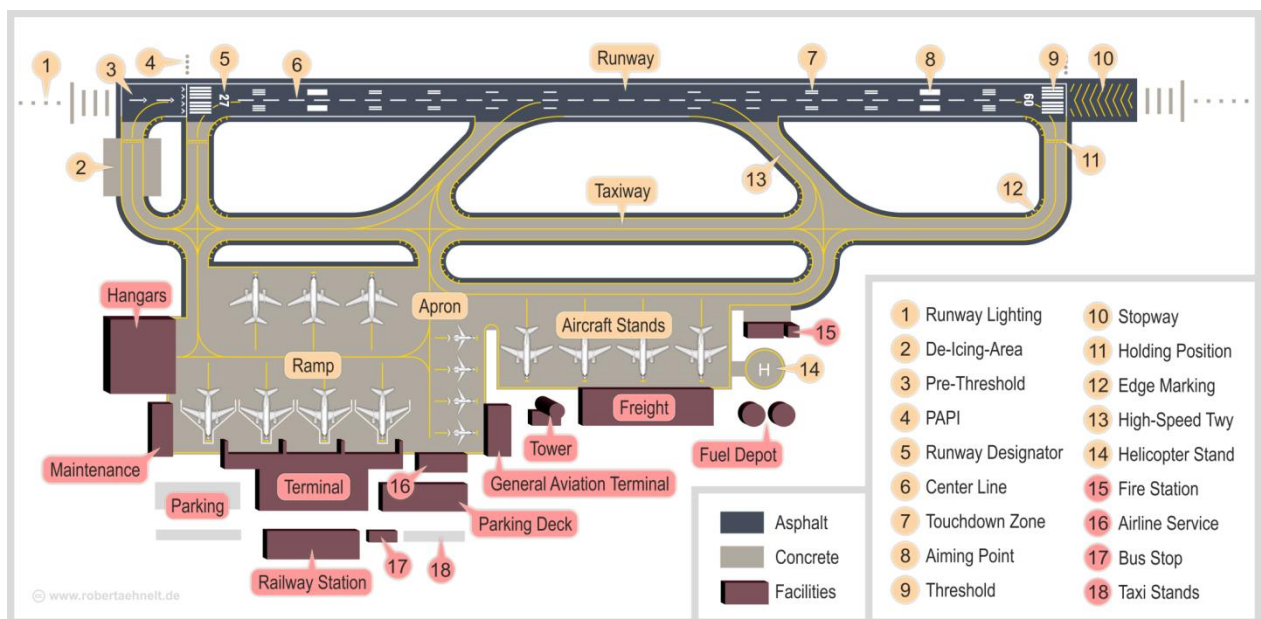 1
3
4
5
6
Runway
7
8
9
10
27
09
2
11
13
12
Taxiway
Hangars
Apron
Aircraft Stands
15
Ramp
14
H
Freight
Maintenance
Tower
Fuel Depot
Terminal
16
General Aviation Terminal
Parking
Parking Deck
Railway Station
17
18
Asphalt
Concrete
Facilities
1 Runway Lighting
2 De-Icing-Area
3 Pre-Threshold
4 PAPI
5 Runway Designator
6 Center Line
7 Touchdown Zone
8 Aiming Point
9 Threshold
10 Stopway
11 Holding Position
12 Edge Marking
13 High-Speed Twy
14 Helicopter Stand
15 Fire Station
16 Airline Service
17 Bus Stop
18 Taxi Stands
www.robertaehnelt.de